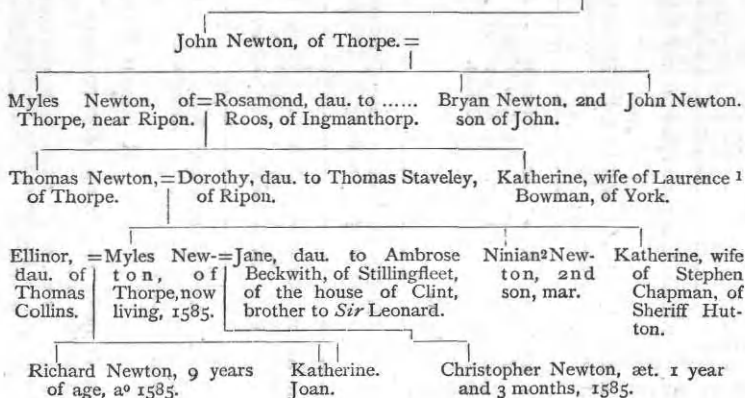 John Newton, of Thorpe.=
Myles Newton, of=Rosamond, dau. to ......
Thorpe, near Ripon.
Roos, of Ingmanthorp.
Bryan Newton, 2nd
son of John.
John Newton.
Thomas Newton,=Dorothy, dau. to Thomas Staveley,
of Thorpe.
of Ripon.
Katherine, wife of Laurence 1
Bowman, of York.
Ellinor,
dau. of
Thomas
Collins.
=Myles New-
ton, of
Thorpe, now
living, 1585.
=Jane, dau. to Ambrose
Beckwith, of Stillingfleet,
of the house of Clint,
brother to Sir Leonard.
Ninian2 New-
ton, 2nd
son, mar.
Katherine, wife
of Stephen
Chapman, of
Sheriff Hut-
ton.
Richard Newton, 9 years
of age, ao 1585.
Katherine.
Joan.
Christopher Newton, æt. 1 year
and 3 months, 1585.